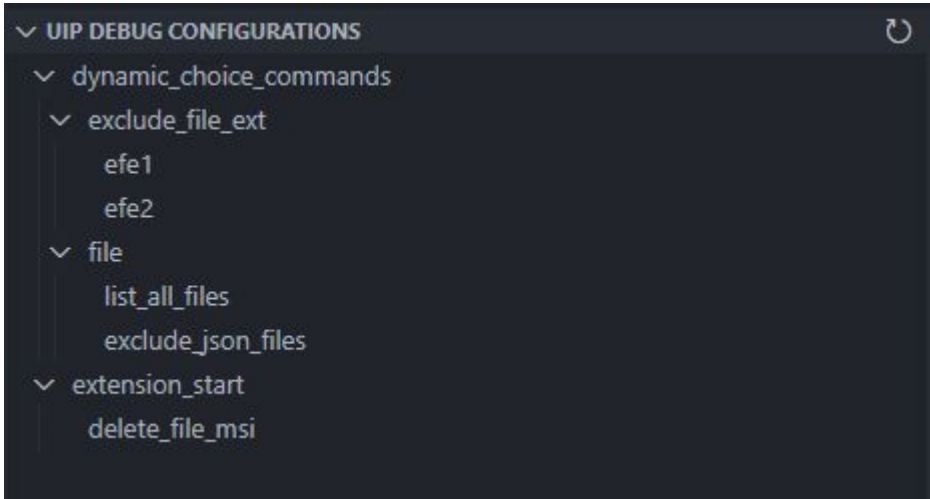 UIP DEBUG CONFIGURATIONS
dynamic_choice_commands
exclude_file_ext
efe1
efe2
file
list_all_files
exclude_json_files
extension_start
delete_file_msi